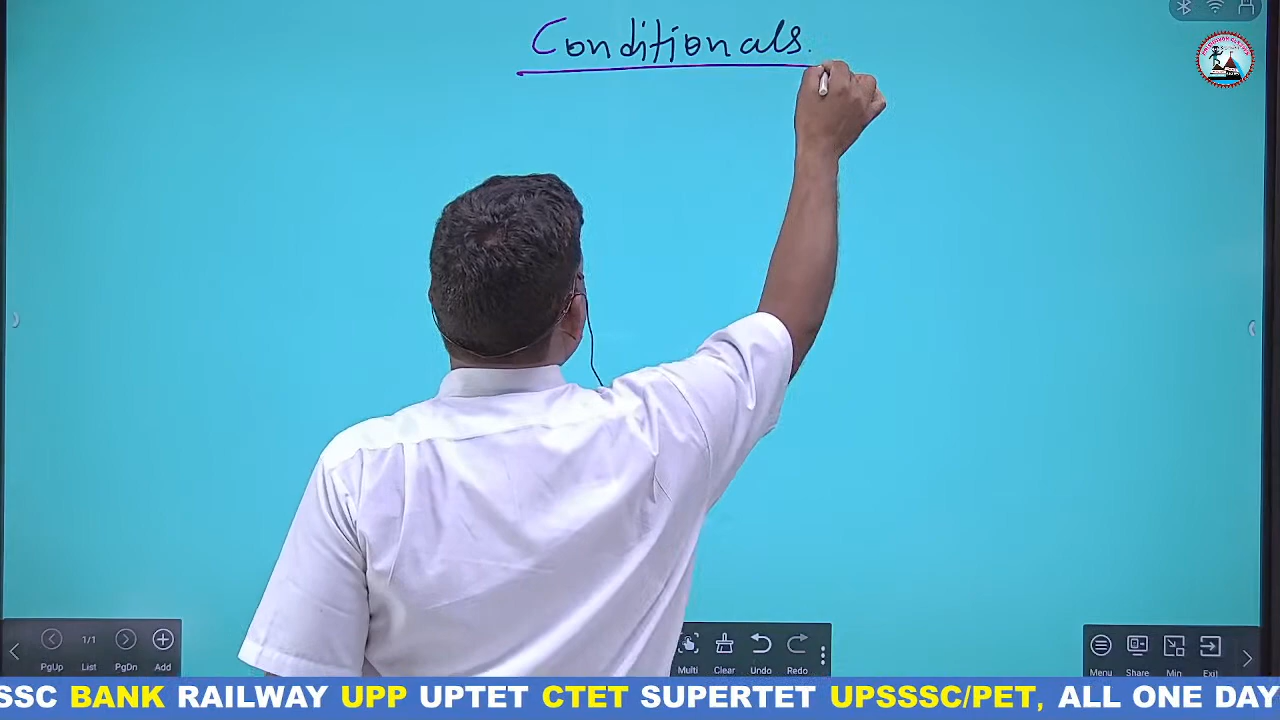 Conditionals.
PgUp
1/1
List
PgDn
Add
Multi
Clear
Undo
Redo
Menu
Share
Min
Exit
SSC BANK RAILWAY UPP UPTET CTET SUPERTET UPSSSC/PET, ALL ONE DAY